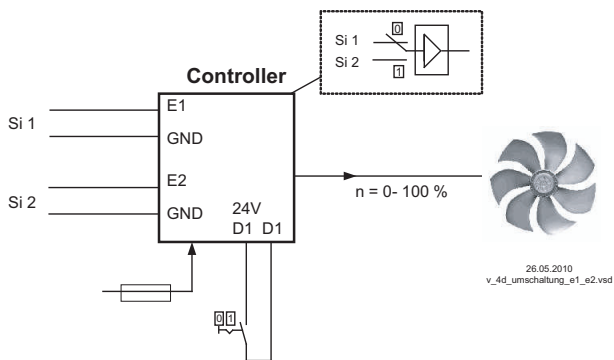 0
Si 1
Si 2
1
Controller
E1
Si 1
GND
E2
Si 2
GND
24V
D1 D1
n = 0- 100 %
0 1
26.05.2010
v_4d_umschaltung_e1_e2.vsd